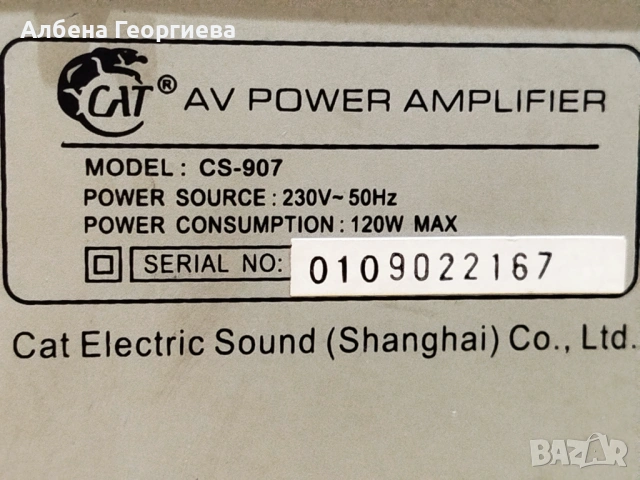 Албена Георгиева
CAT® AV POWER AMPLIFIER
MODEL : CS-907
POWER SOURCE : 230V~50Hz
POWER CONSUMPTION : 120W MAX
SERIAL NO: 0109022167
Cat Electric Sound (Shanghai) Co., Ltd.
BAZAR